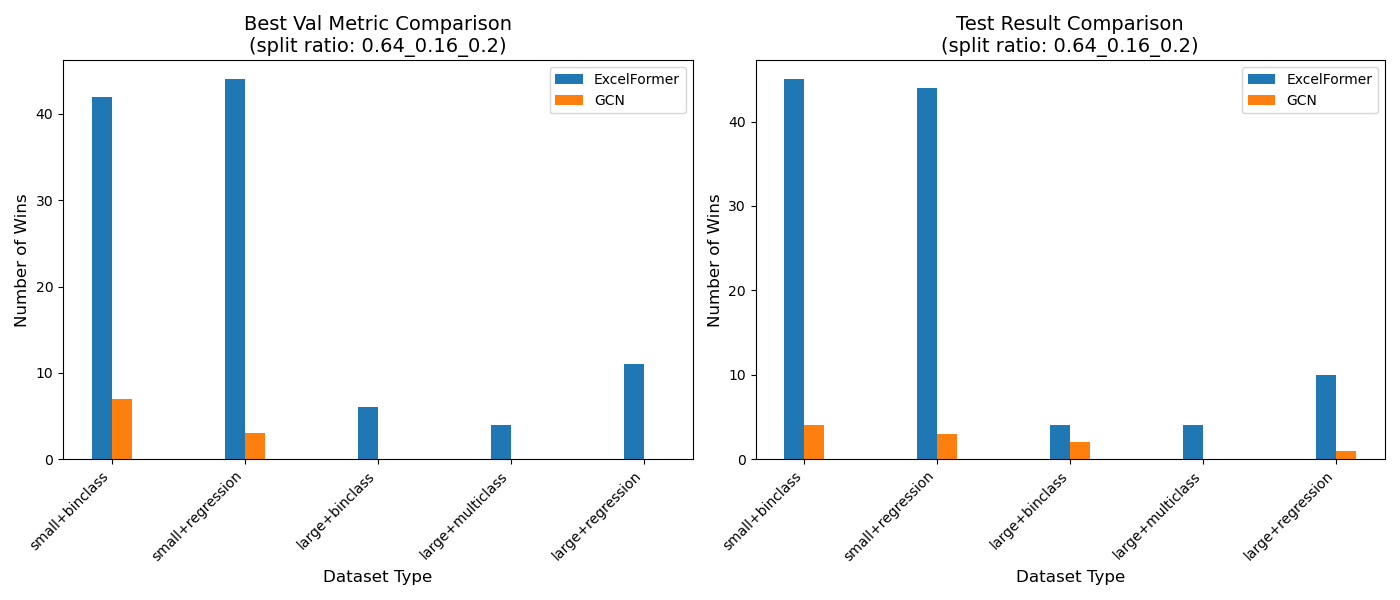 Best Val Metric Comparison
(split ratio: 0.64_0.16_0.2)
ExcelFormer
GCN
Number of Wins
40
30
20
10
0
small+binclass
small+regression
large+binclass
large+multiclass
large+regression
Dataset Type
Test Result Comparison
(split ratio: 0.64_0.16_0.2)
ExcelFormer
GCN
Number of Wins
40
30
20
10
0
small+binclass
small+regression
large+binclass
large+multiclass
large+regression
Dataset Type